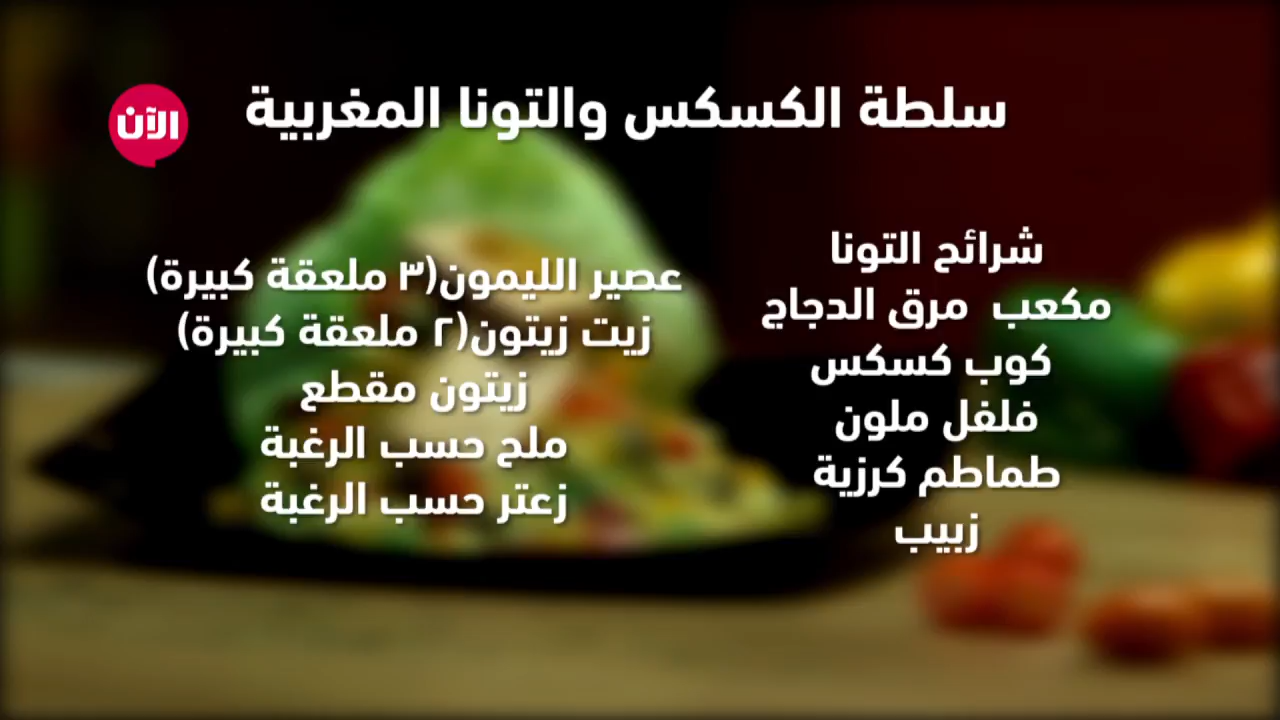 الآن
سلطة الكسكس والتونا المغربية
شرائح التونا
مكعب مرق الدجاج
كوب كسكس
فلفل ملون
طماطم كرزية
زبيب
عصير الليمون(٣ ملعقة كبيرة)
زيت زيتون(٢ ملعقة كبيرة)
زيتون مقطع
ملح حسب الرغبة
زعتر حسب الرغبة